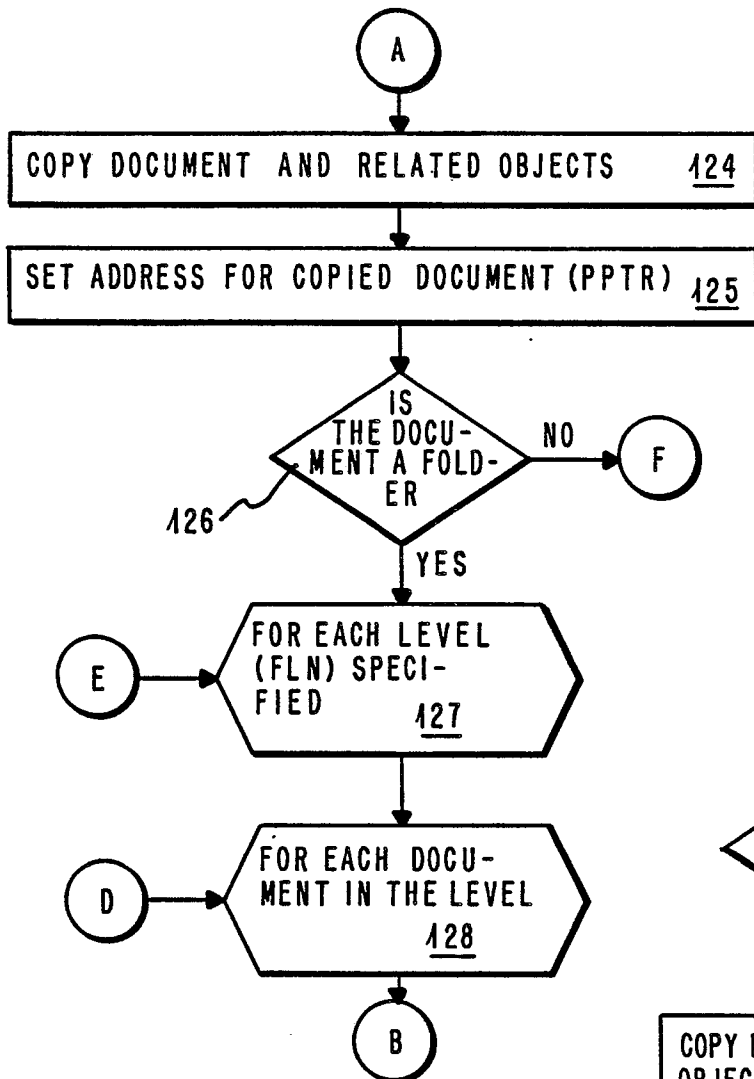 A
COPY DOCUMENT AND RELATED OBJECTS 124
SET ADDRESS FOR COPIED DOCUMENT (PPTR) 125
IS
THE DOCU-
MENT A FOLD-
ER
NO
F
126
YES
FOR EACH LEVEL
(FLN) SPECI-
FIED
127
E
FOR EACH DOCU-
MENT IN THE LEVEL
128
D
B
COPY